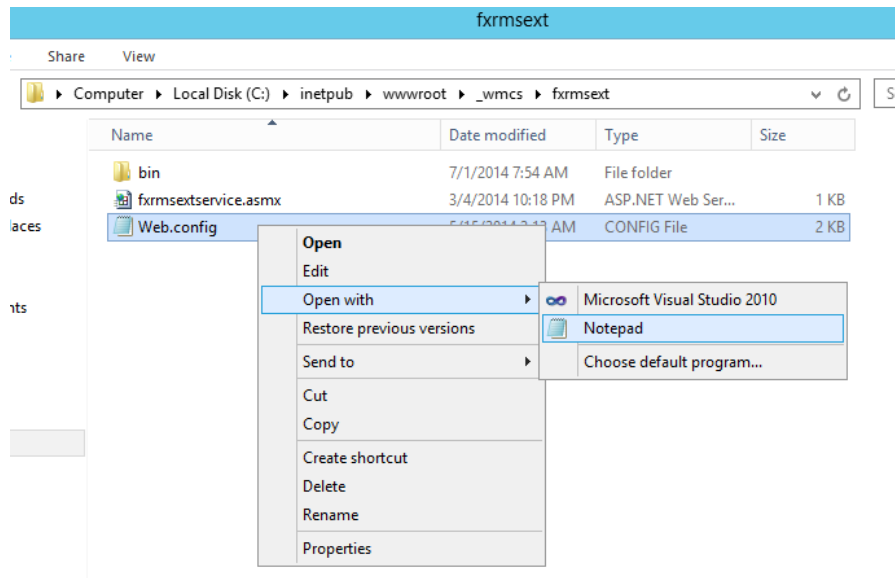 fxrmsext
Share View
Computer Local Disk (C:) inetpub wwwroot _wmcs fxrmsext
Name Date modified Type Size
bin 7/1/2014 7:54 AM File folder
ds fxrmsextservice.asmx 3/4/2014 10:18 PM ASP.NET Web Ser... 1 KB
laces Web.config AM CONFIG File 2 KB
Open
Edit
nts Open with Microsoft Visual Studio 2010
Restore previous versions Notepad
Send to Choose default program...
Cut
Copy
Create shortcut
Delete
Rename
Properties